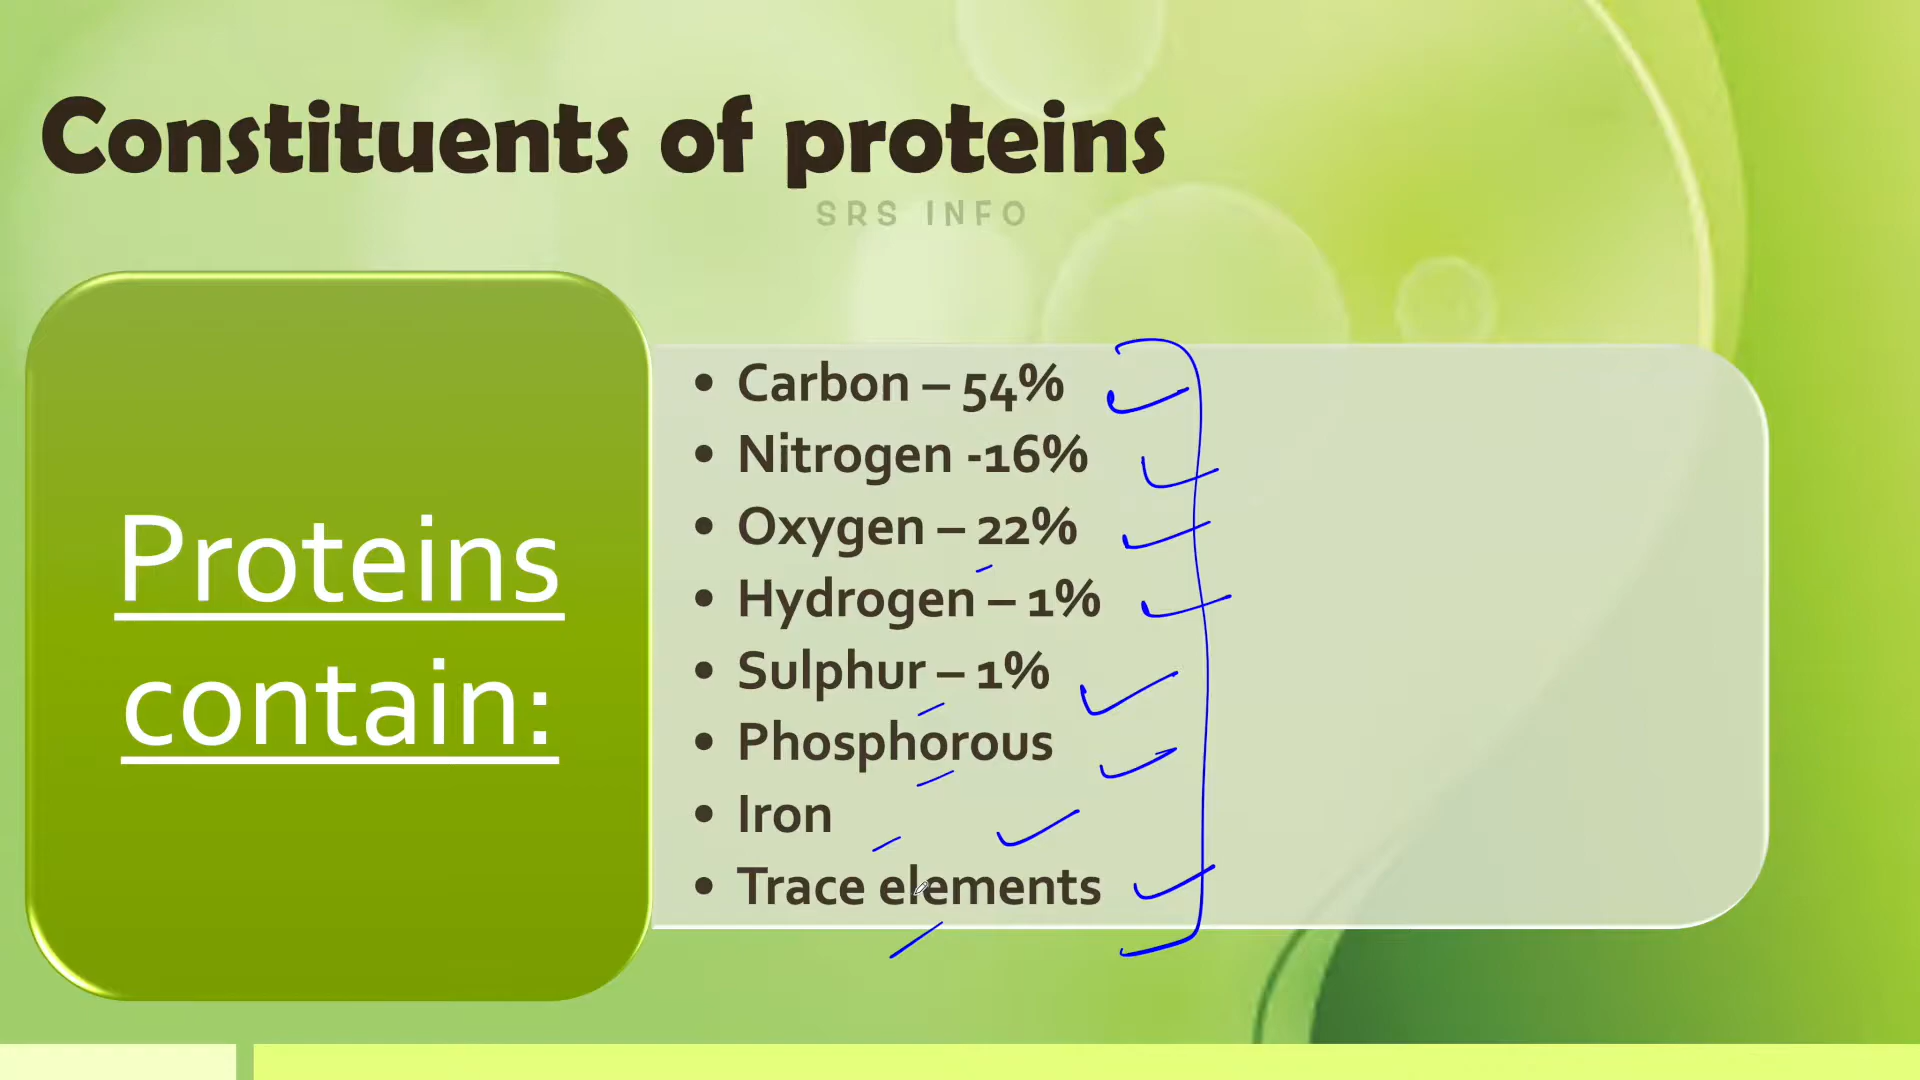 Constituents of proteins
SRS INFO
Proteins
contain:
• Carbon – 54%
• Nitrogen -16%
• Oxygen – 22%
• Hydrogen – 1%
• Sulphur – 1%
• Phosphorous
• Iron
• Trace elements